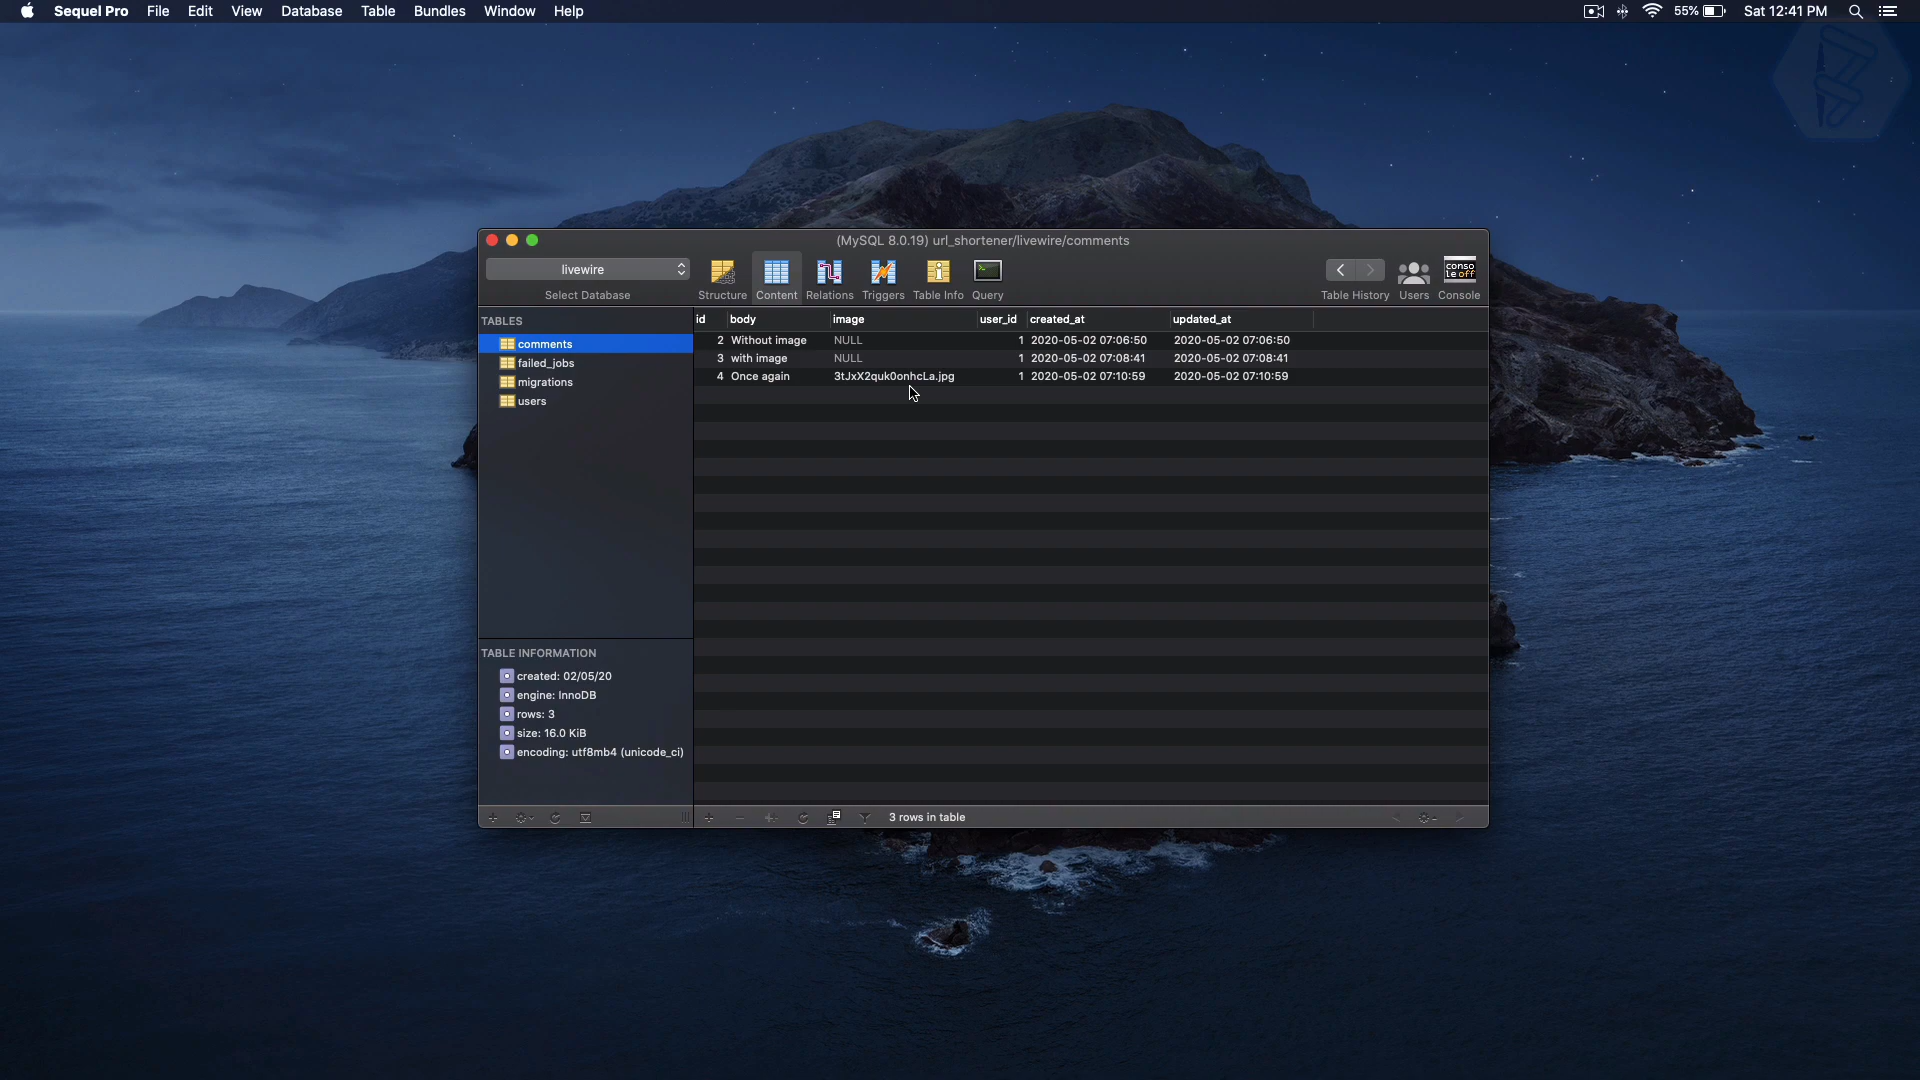 Sequel Pro File Edit View Database Table Bundles Window Help
55% Sat 12:41 PM
(MySQL 8.0.19) url_shortener/livewire/comments
livewire
conso
le off
Select Database Structure Content Relations Triggers Table Info Query Table History Users Console
TABLES
comments
failed_jobs
migrations
users
id body image user_id created_at updated_at
2 Without image NULL 1 2020-05-02 07:06:50 2020-05-02 07:06:50
3 with image NULL 1 2020-05-02 07:08:41 2020-05-02 07:08:41
4 Once again 3tJxX2quk0onhcLa.jpg 1 2020-05-02 07:10:59 2020-05-02 07:10:59
TABLE INFORMATION
created: 02/05/20
engine: InnoDB
rows: 3
size: 16.0 KiB
encoding: utf8mb4 (unicode_ci)
3 rows in table